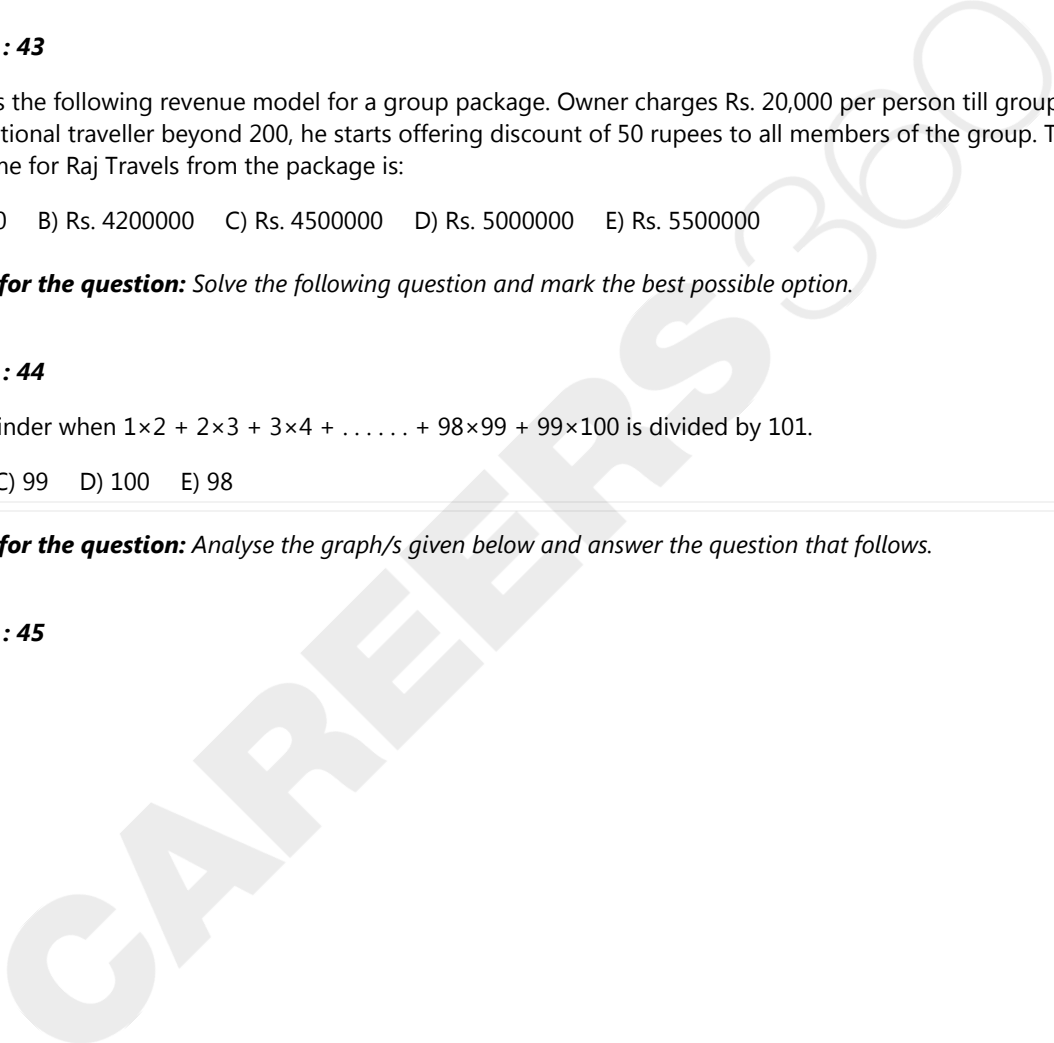 : 43
s the following revenue model for a group package. Owner charges Rs. 20,000 per person till group
tional traveller beyond 200, he starts offering discount of 50 rupees to all members of the group. T
ne for Raj Travels from the package is:
0 B) Rs. 4200000 C) Rs. 4500000 D) Rs. 5000000 E) Rs. 5500000
for the question: Solve the following question and mark the best possible option.
: 44
inder when 1×2 + 2×3 + 3×4 + . . . . . . + 98×99 + 99×100 is divided by 101.
C) 99 D) 100 E) 98
for the question: Analyse the graph/s given below and answer the question that follows.
: 45
CAREERS360